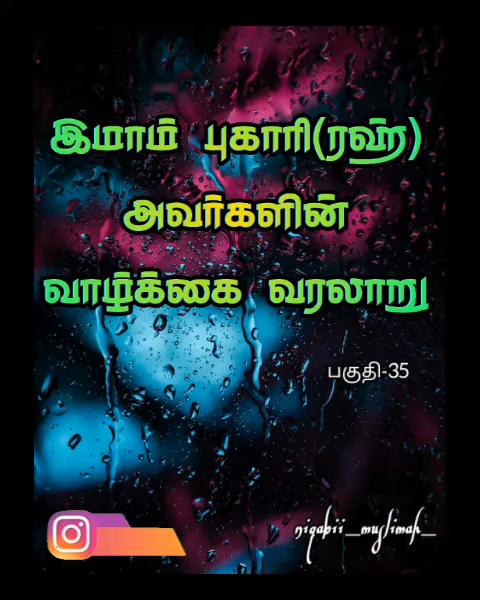 இமாம் புகாரி(ரஹ்)
அவர்களின்
வாழ்க்கை வரலாறு
பகுதி-35
niqabii_muslimah_